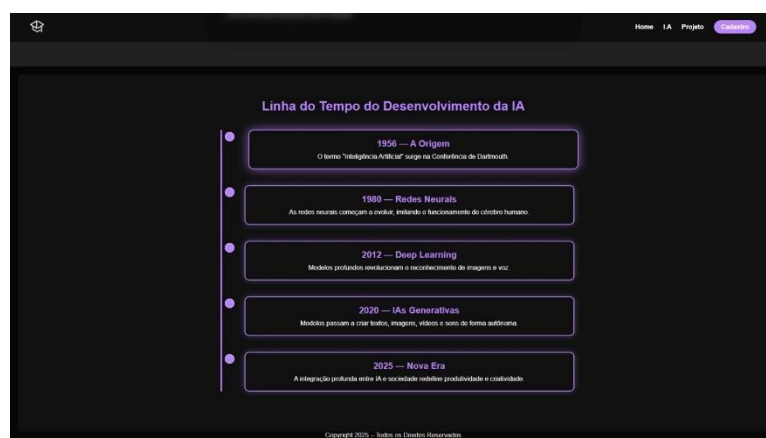 Home I.A Projeto Cadastro
Linha do Tempo do Desenvolvimento da IA
1956 — A Origem
O termo "Inteligência Artificial" surge na Conferência de Dartmouth.
1980 — Redes Neurais
As redes neurais começam a evoluir, imitando o funcionamento do cérebro humano.
2012 — Deep Learning
Modelos profundos revolucionam o reconhecimento de imagens e voz.
2020 — IAs Generativas
Modelos passam a criar textos, imagens, vídeos e sons de forma autônoma.
2025 — Nova Era
A integração profunda entre IA e sociedade redefine produtividade e criatividade.
Copyright 2025 – Todos os Direitos Reservados